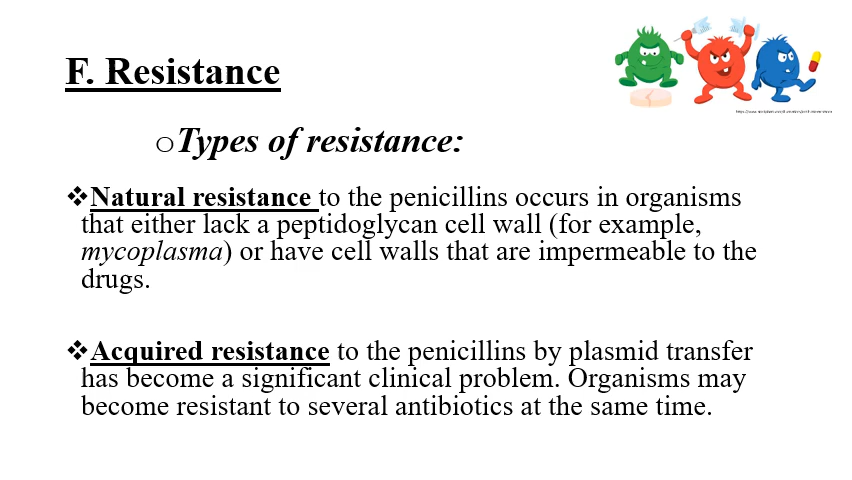 F. Resistance
oTypes of resistance:
❖Natural resistance to the penicillins occurs in organisms
that either lack a peptidoglycan cell wall (for example,
mycoplasma) or have cell walls that are impermeable to the
drugs.
❖Acquired resistance to the penicillins by plasmid transfer
has become a significant clinical problem. Organisms may
become resistant to several antibiotics at the same time.